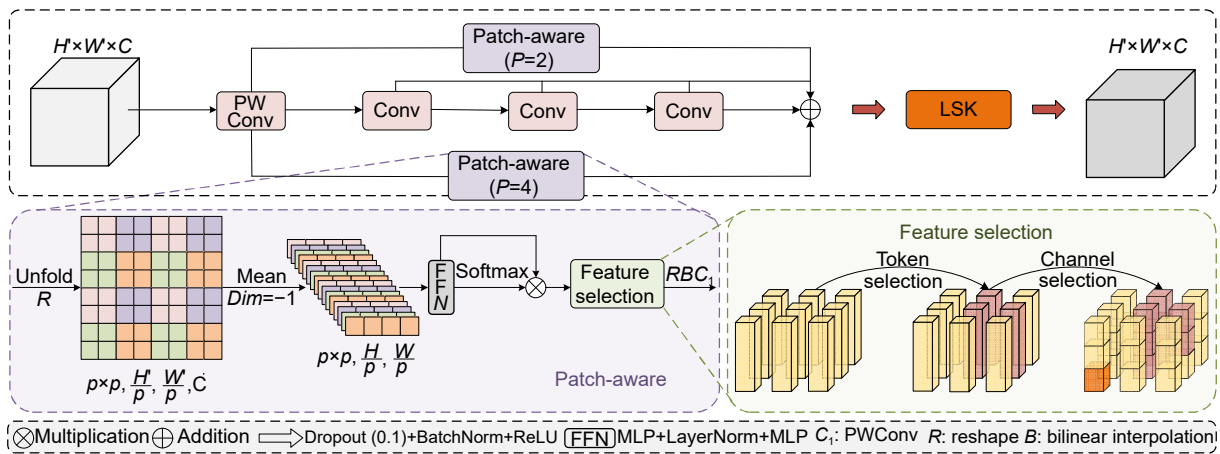 H'×W'×C
Patch-aware
(P=2)
H'×W'×C
PW
Conv
Conv
Conv
Conv
LSK
Patch-aware
(P=4)
Unfold
R
p×p, H'/p, W'/p, C
Mean
Dim=−1
p×p, H/p, W/p
FFN
Softmax
Feature
selection
RBC₁
Patch-aware
Feature selection
Token
selection
Channel
selection
Multiplication Addition Dropout (0.1)+BatchNorm+ReLU FFN MLP+LayerNorm+MLP C₁: PWConv R: reshape B: bilinear interpolation